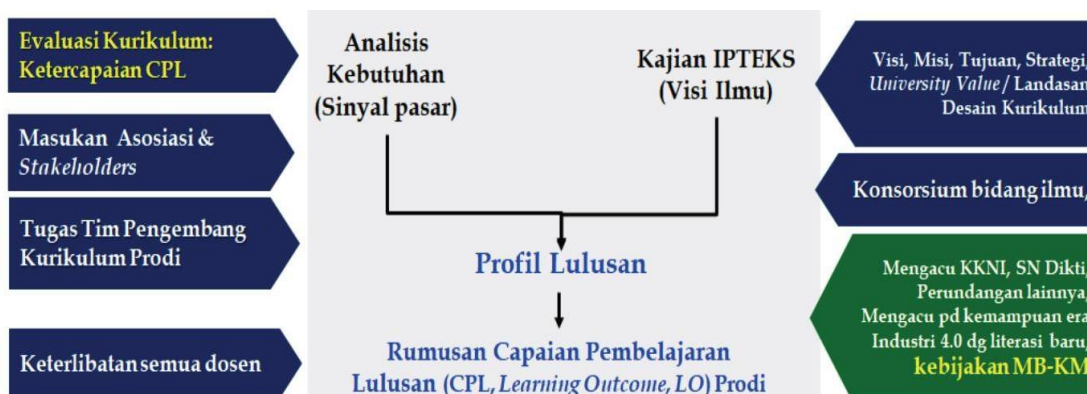 Evaluasi Kurikulum:
Ketercapaian CPL
Masukan Asosiasi &
Stakeholders
Tugas Tim Pengembang
Kurikulum Prodi
Keterlibatan semua dosen
Analisis
Kebutuhan
(Sinyal pasar)
Kajian IPTEKS
(Visi Ilmu)
Profil Lulusan
Rumusan Capaian Pembelajaran
Lulusan (CPL, Learning Outcome, LO) Prodi
Visi, Misi, Tujuan, Strategi,
University Value / Landasan
Desain Kurikulum
Konsorsium bidang ilmu,
Mengacu KKNI, SN Dikti,
Perundangan lainnya,
Mengacu pd kemampuan era
Industri 4.0 dg literasi baru,
kebijakan MB-KM